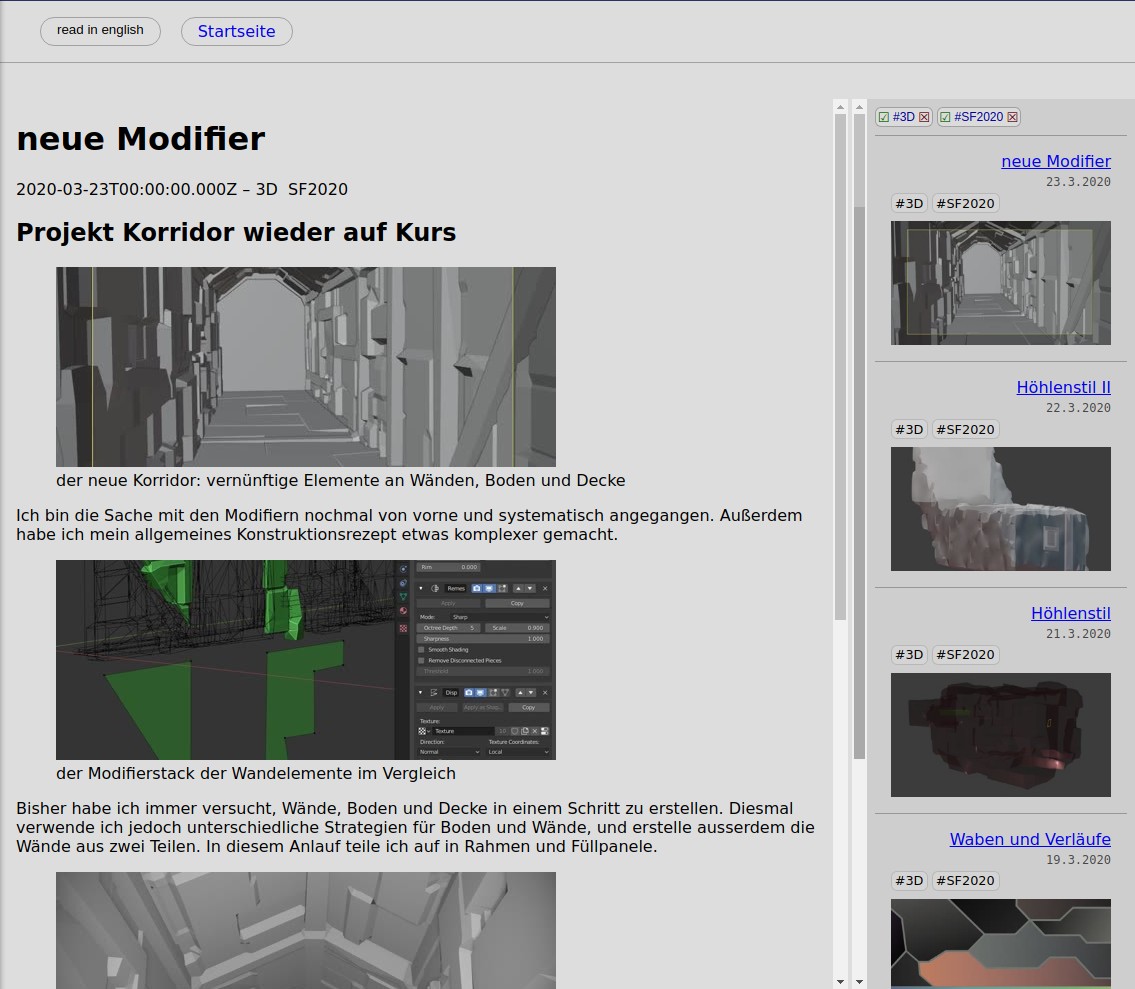 read in english
Startseite
neue Modifier
2020-03-23T00:00:00.000Z – 3D SF2020
Projekt Korridor wieder auf Kurs
der neue Korridor: vernünftige Elemente an Wänden, Boden und Decke
Ich bin die Sache mit den Modifiern nochmal von vorne und systematisch angegangen. Außerdem
habe ich mein allgemeines Konstruktionsrezept etwas komplexer gemacht.
Rim 0.000
Remes
Apply Copy
Mode: Sharp
Octree Depth 5 Scale 0.900
Sharpness 1.000
Smooth Shading
Remove Disconnected Pieces
Threshold 1.000
Disp
Apply Apply as Shap... Copy
Texture:
Texture 10
Direction: Texture Coordinates:
Normal Local
der Modifierstack der Wandelemente im Vergleich
Bisher habe ich immer versucht, Wände, Boden und Decke in einem Schritt zu erstellen. Diesmal
verwende ich jedoch unterschiedliche Strategien für Boden und Wände, und erstelle ausserdem die
Wände aus zwei Teilen. In diesem Anlauf teile ich auf in Rahmen und Füllpanele.
☑ #3D ☒ ☑ #SF2020 ☒
neue Modifier
23.3.2020
#3D #SF2020
Höhlenstil II
22.3.2020
#3D #SF2020
Höhlenstil
21.3.2020
#3D #SF2020
Waben und Verläufe
19.3.2020
#3D #SF2020